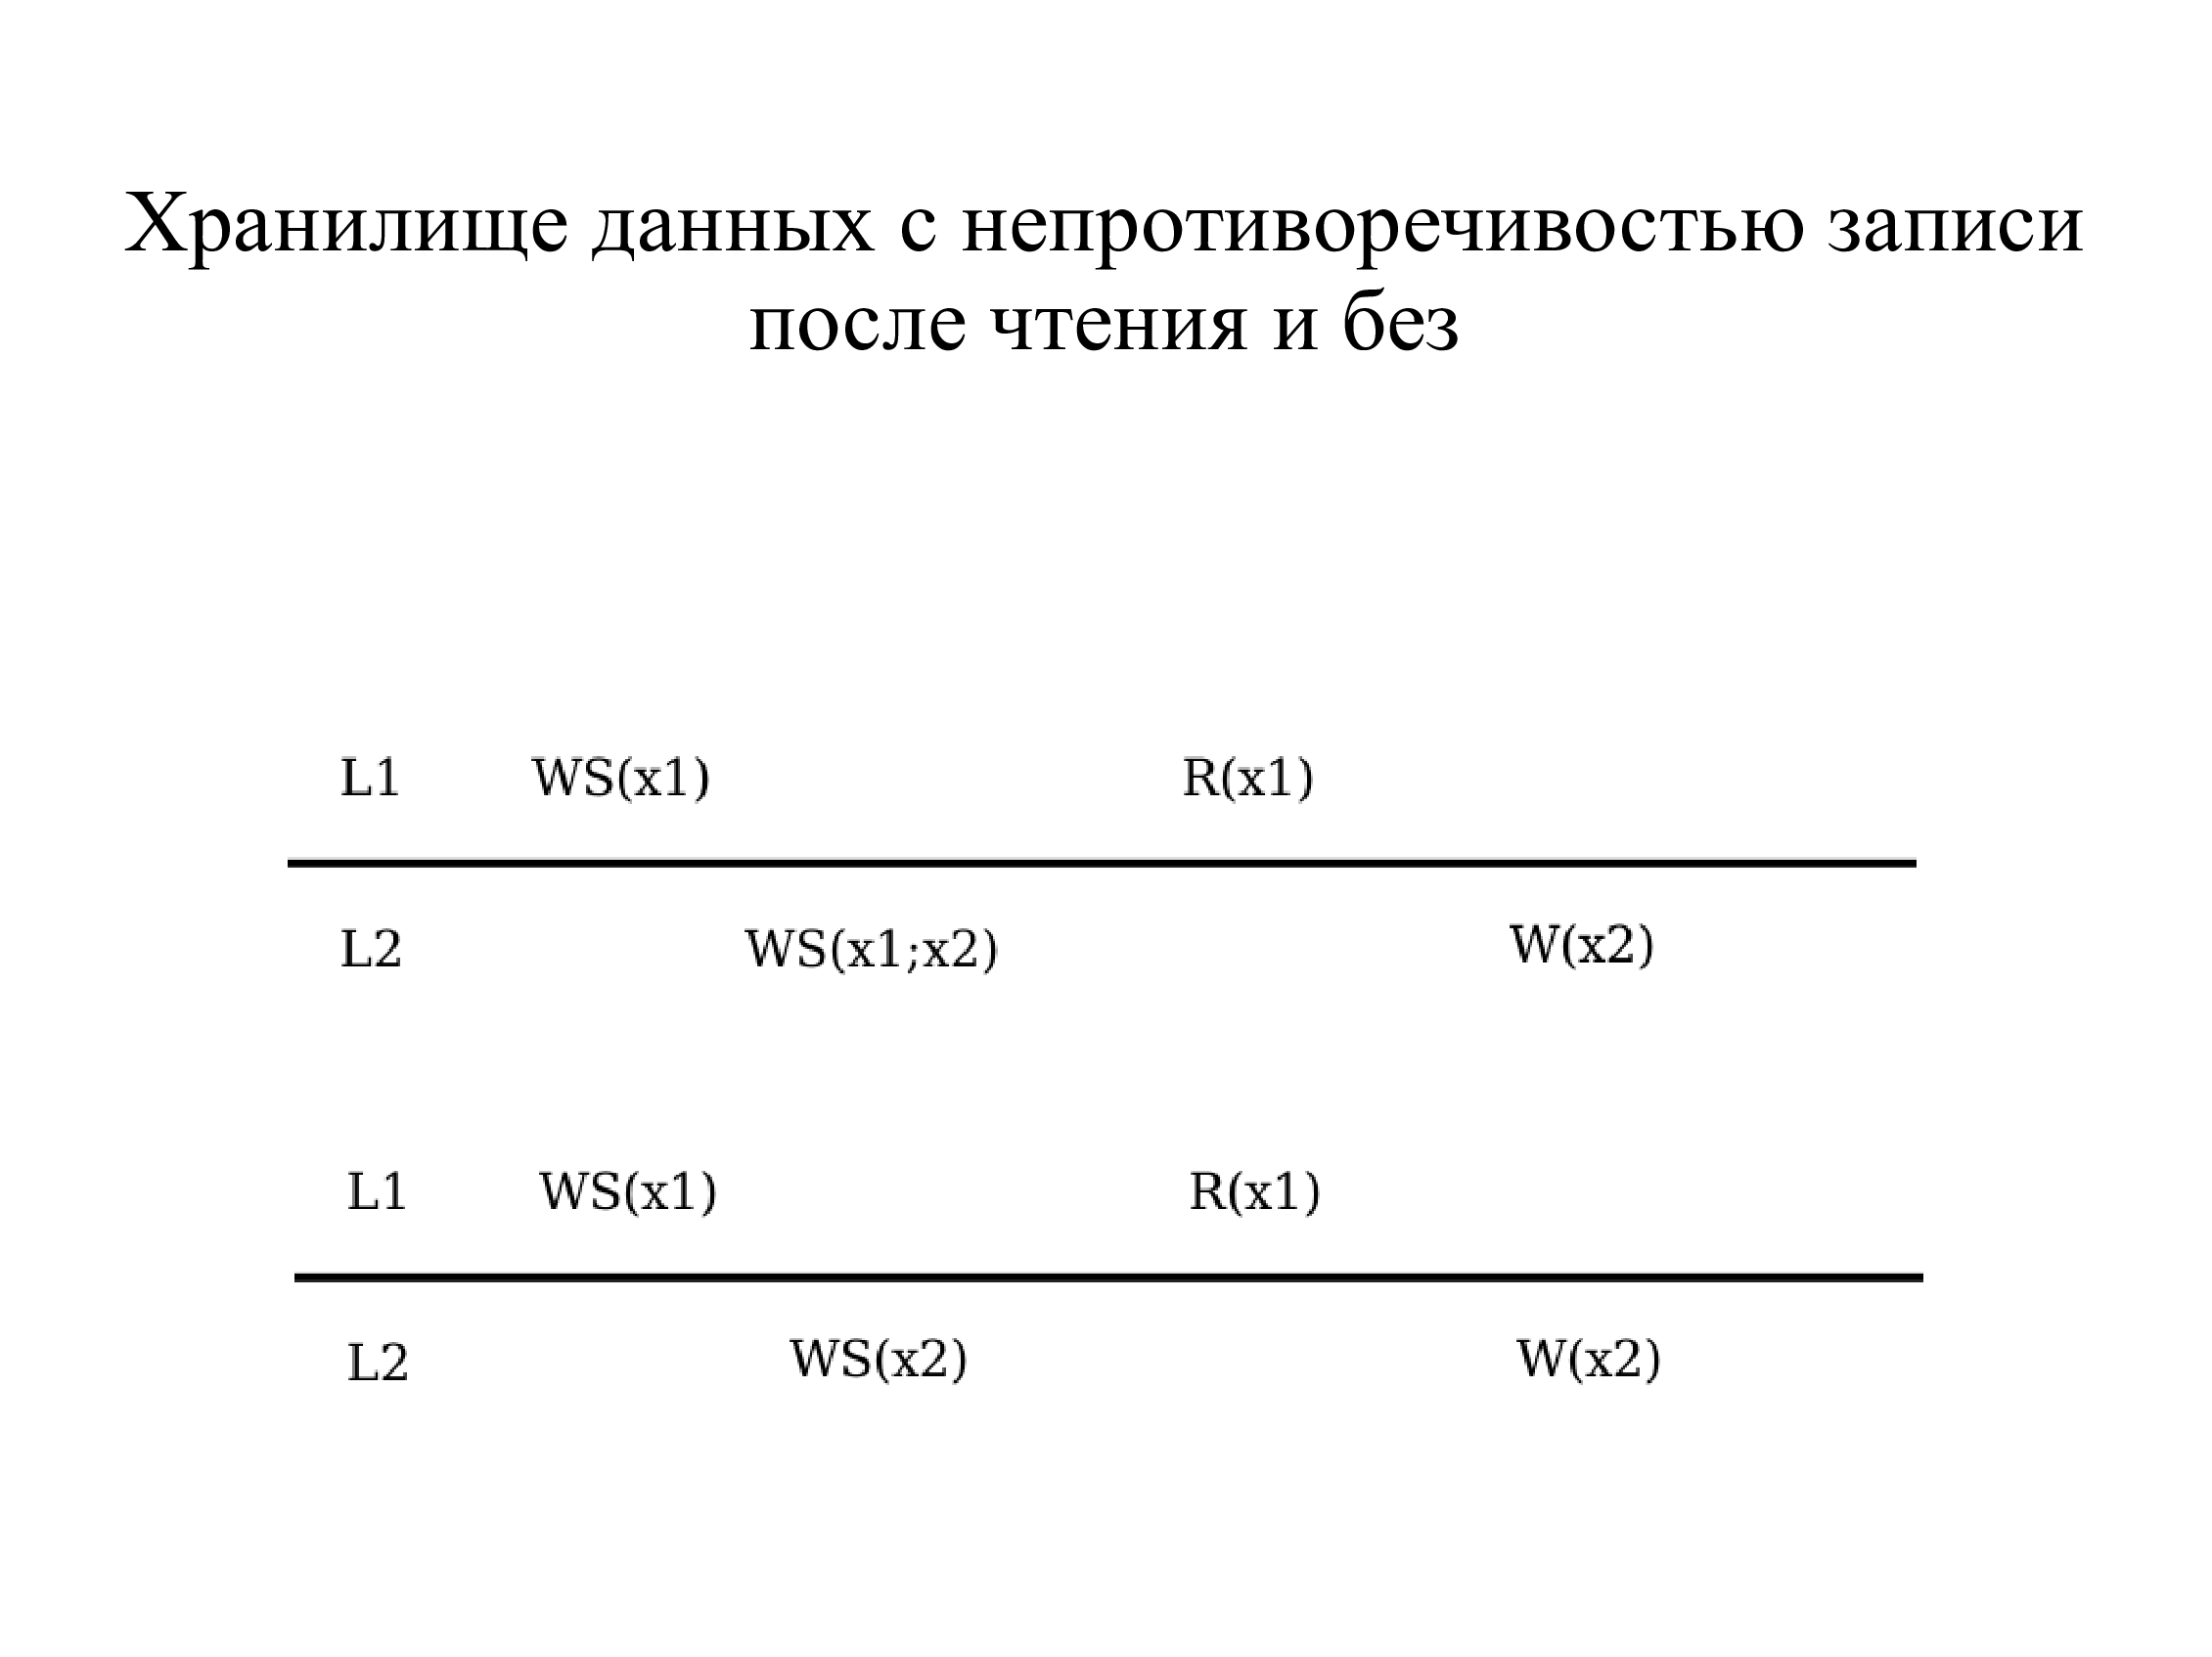 Хранилище данных с непротиворечивостью записи
после чтения и без
L1 WS(x1) R(x1)
L2 WS(x1;x2) W(x2)
L1 WS(x1) R(x1)
L2 WS(x2) W(x2)